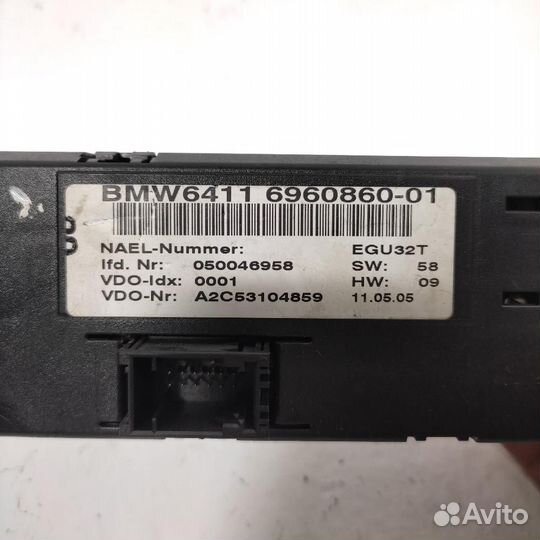 BMW6411 6960860-01
NAEL-Nummer: EGU32T
lfd. Nr: 050046958 SW: 58
VDO-Idx: 0001 HW: 09
VDO-Nr: A2C53104859 11.05.05
Avito